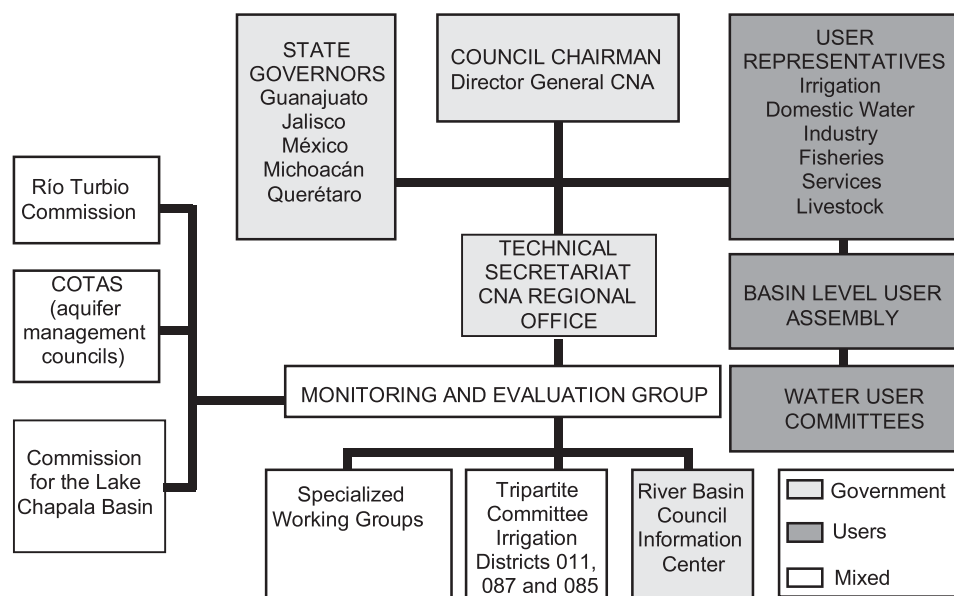 STATE
GOVERNORS
Guanajuato
Jalisco
México
Michoacán
Querétaro
COUNCIL CHAIRMAN
Director General CNA
USER
REPRESENTATIVES
Irrigation
Domestic Water
Industry
Fisheries
Services
Livestock
Río Turbio
Commission
COTAS
(aquifer
management
councils)
Commission
for the Lake
Chapala Basin
TECHNICAL
SECRETARIAT
CNA REGIONAL
OFFICE
BASIN LEVEL USER
ASSEMBLY
MONITORING AND EVALUATION GROUP
WATER USER
COMMITTEES
Specialized
Working Groups
Tripartite
Committee
Irrigation
Districts 011,
087 and 085
River Basin
Council
Information
Center
Government
Users
Mixed